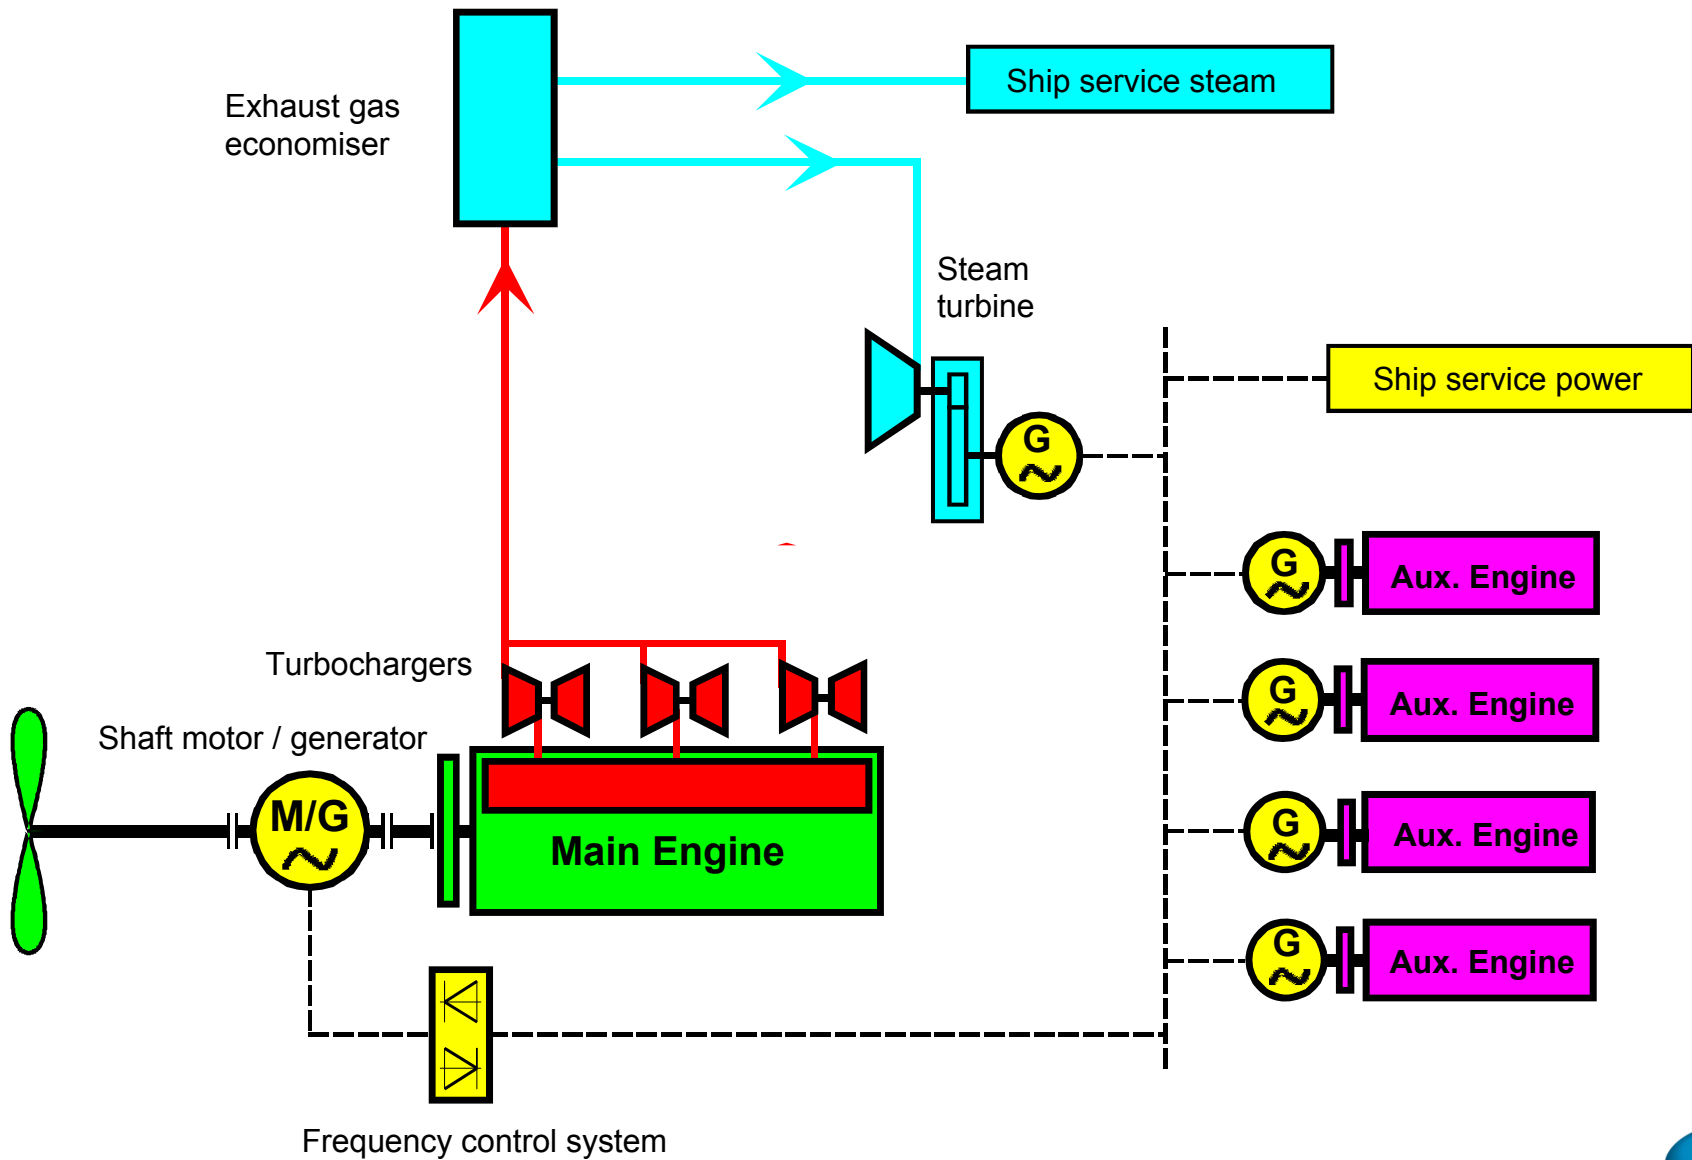 Exhaust gas
economiser
Ship service steam
Steam
turbine
Ship service power
G
G
Aux. Engine
Turbochargers
G
Aux. Engine
Shaft motor / generator
M/G
Main Engine
G
Aux. Engine
G
Aux. Engine
Frequency control system